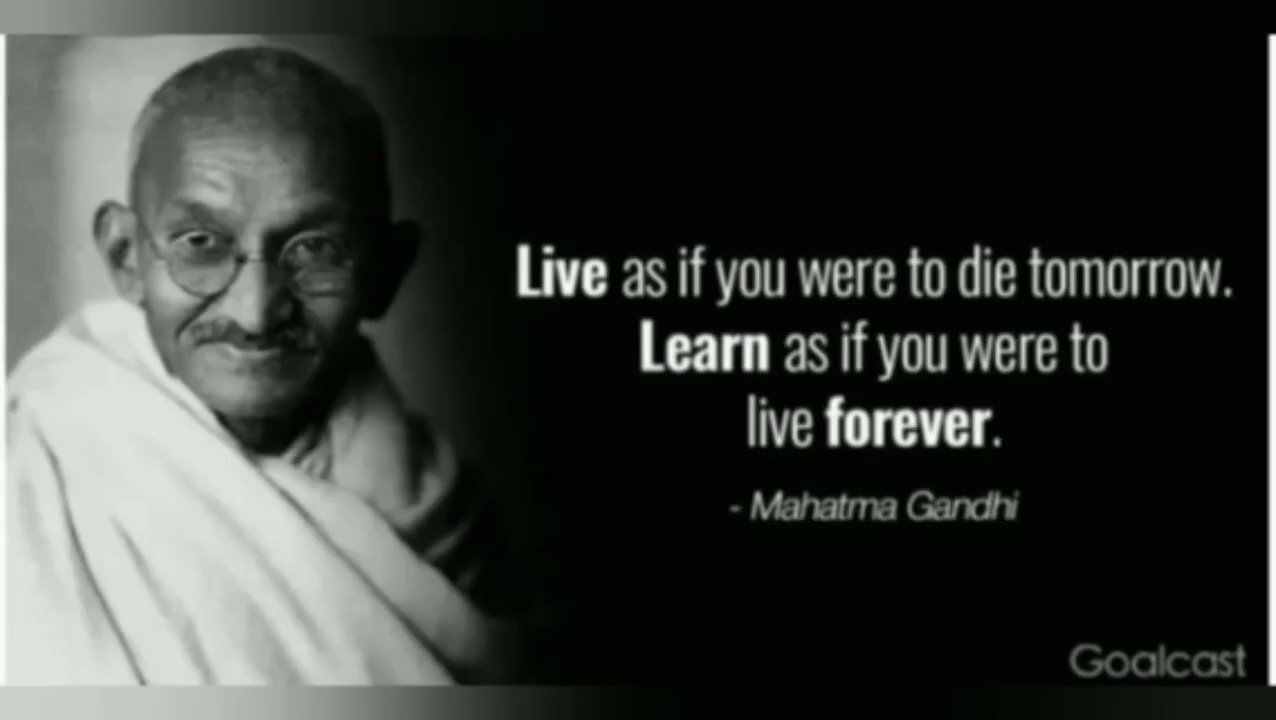 Live as if you were to die tomorrow.
Learn as if you were to
live forever.
- Mahatma Gandhi
Goalcast